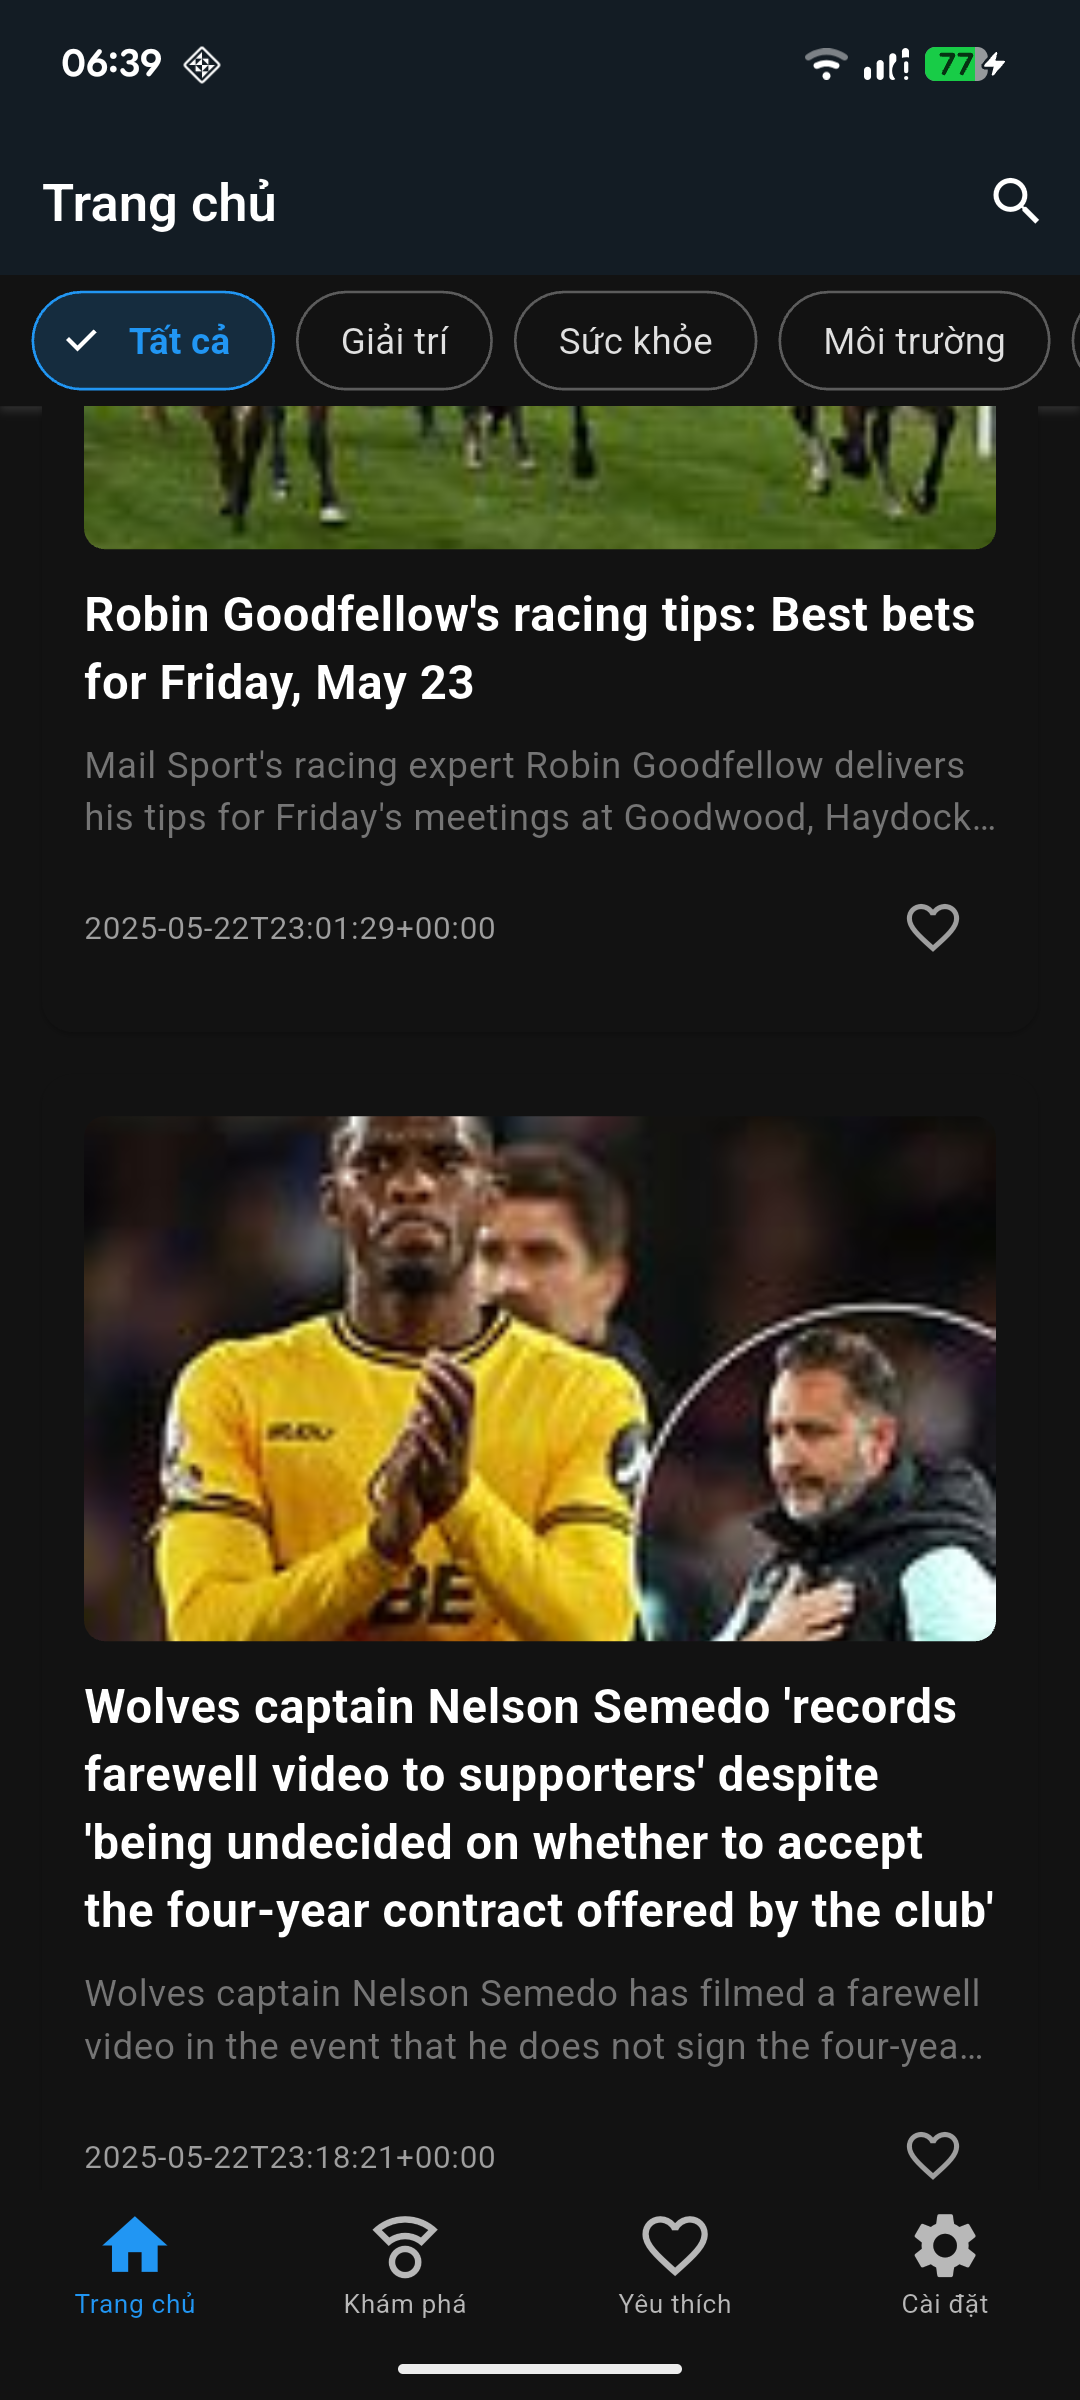 06:39
77
Trang chủ
Tất cả
Giải trí
Sức khỏe
Môi trường
Robin Goodfellow's racing tips: Best bets
for Friday, May 23
Mail Sport's racing expert Robin Goodfellow delivers
his tips for Friday's meetings at Goodwood, Haydock…
2025-05-22T23:01:29+00:00
BE
Wolves captain Nelson Semedo 'records
farewell video to supporters' despite
'being undecided on whether to accept
the four-year contract offered by the club'
Wolves captain Nelson Semedo has filmed a farewell
video in the event that he does not sign the four-yea…
2025-05-22T23:18:21+00:00
Trang chủ
Khám phá
Yêu thích
Cài đặt